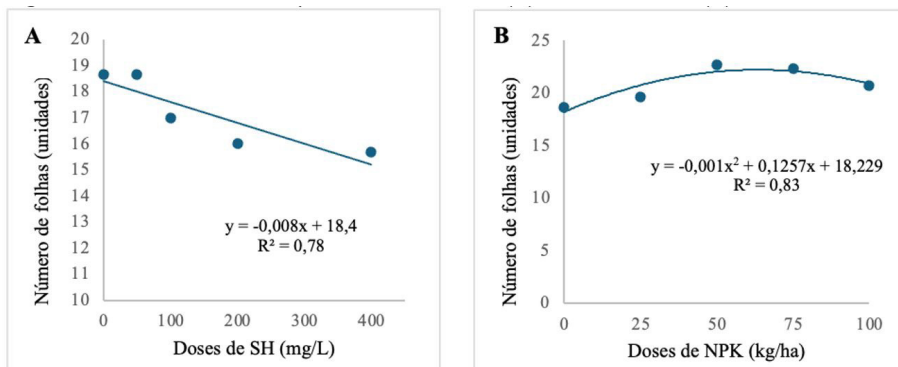 A
20
19
18
17
16
15
14
13
12
11
10
Número de folhas (unidades)
y = -0,008x + 18,4
R² = 0,78
0 100 200 300 400
Doses de SH (mg/L)
B
25
20
15
10
5
0
Número de folhas (unidades)
y = -0,001x² + 0,1257x + 18,229
R² = 0,83
0 25 50 75 100
Doses de NPK (kg/ha)